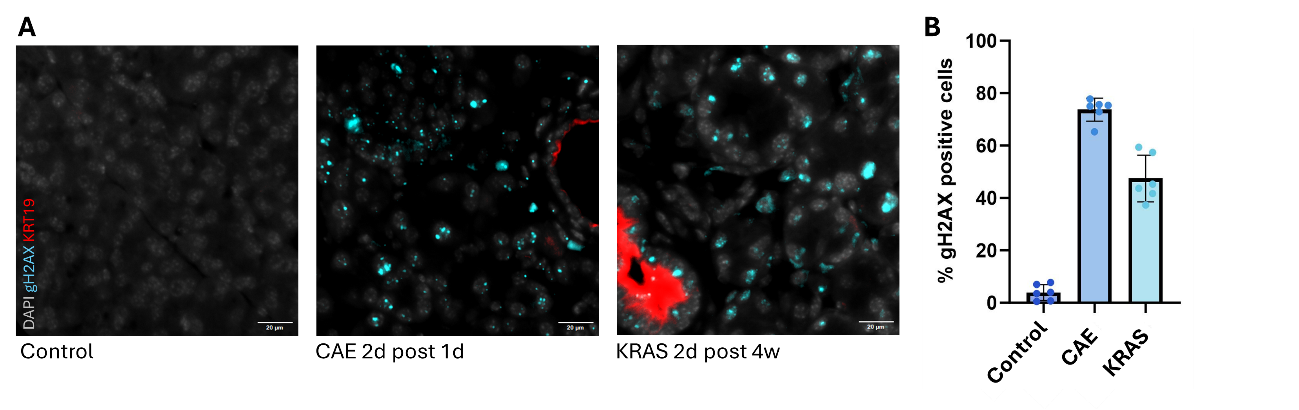 A
DAPI gH2AX KRT19
20 µm
20 µm
20 µm
Control
CAE 2d post 1d
KRAS 2d post 4w
B
% gH2AX positive cells
100
80
60
40
20
0
Control
CAE
KRAS